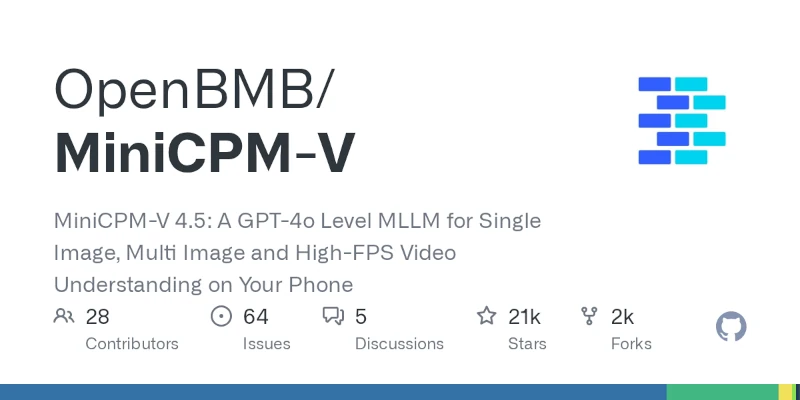 OpenBMB/
MiniCPM-V
MiniCPM-V 4.5: A GPT-4o Level MLLM for Single
Image, Multi Image and High-FPS Video
Understanding on Your Phone
28 64 5 21k 2k
Contributors Issues Discussions Stars Forks